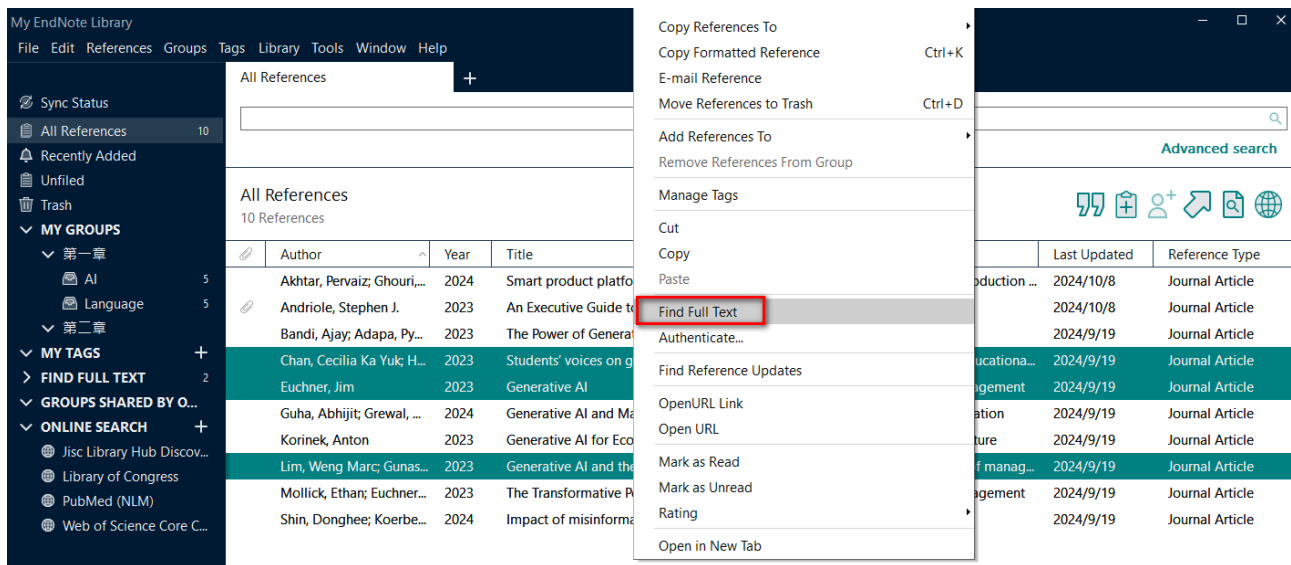 My EndNote Library
File Edit References Groups Tags Library Tools Window Help
All References
Sync Status
All References 10
Recently Added
Unfiled
Trash
MY GROUPS
第一章
AI 5
Language 5
第二章
MY TAGS
FIND FULL TEXT 2
GROUPS SHARED BY O...
ONLINE SEARCH
Jisc Library Hub Discov...
Library of Congress
PubMed (NLM)
Web of Science Core C...
Advanced search
All References
10 References
Author Year Title Last Updated Reference Type
Akhtar, Pervaiz; Ghouri,... 2024 Smart product platfo oduction ... 2024/10/8 Journal Article
Andriole, Stephen J. 2023 An Executive Guide to 2024/10/8 Journal Article
Bandi, Ajay; Adapa, Py... 2023 The Power of Generat 2024/9/19 Journal Article
Chan, Cecilia Ka Yuk; H... 2023 Students' voices on g ucationa... 2024/9/19 Journal Article
Euchner, Jim 2023 Generative AI agement 2024/9/19 Journal Article
Guha, Abhijit; Grewal, ... 2024 Generative AI and Ma ation 2024/9/19 Journal Article
Korinek, Anton 2023 Generative AI for Eco ture 2024/9/19 Journal Article
Lim, Weng Marc; Gunas... 2023 Generative AI and the f manag... 2024/9/19 Journal Article
Mollick, Ethan; Euchner... 2023 The Transformative P agement 2024/9/19 Journal Article
Shin, Donghee; Koerbe... 2024 Impact of misinforma 2024/9/19 Journal Article
Copy References To
Copy Formatted Reference Ctrl+K
E-mail Reference
Move References to Trash Ctrl+D
Add References To
Remove References From Group
Manage Tags
Cut
Copy
Paste
Find Full Text
Authenticate...
Find Reference Updates
OpenURL Link
Open URL
Mark as Read
Mark as Unread
Rating
Open in New Tab